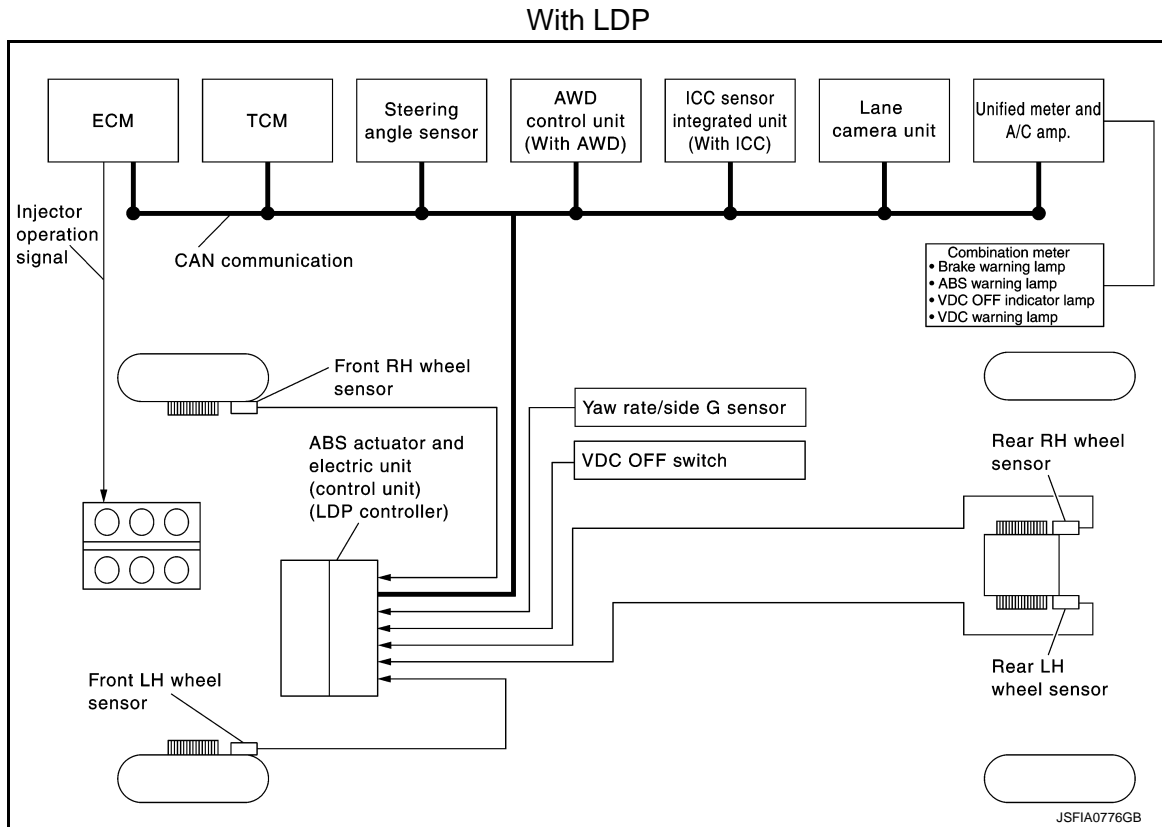 With LDP
ECM
TCM
Steering
angle sensor
AWD
control unit
(With AWD)
ICC sensor
integrated unit
(With ICC)
Lane
camera unit
Unified meter and
A/C amp.
Injector
operation
signal
CAN communication
Combination meter
• Brake warning lamp
• ABS warning lamp
• VDC OFF indicator lamp
• VDC warning lamp
Front RH wheel
sensor
Yaw rate/side G sensor
VDC OFF switch
ABS actuator and
electric unit
(control unit)
(LDP controller)
Rear RH wheel
sensor
Front LH wheel
sensor
Rear LH
wheel sensor
JSFIA0776GB